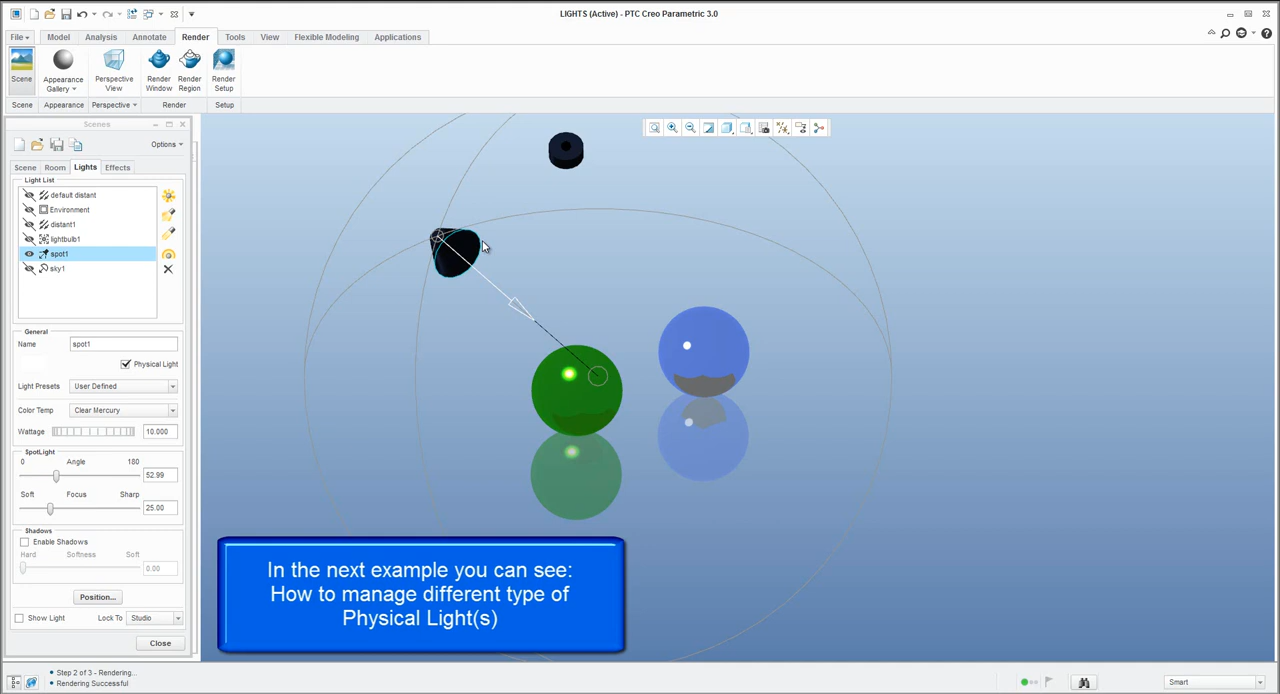 LIGHTS (Active) - PTC Creo Parametric 3.0
File Model Analysis Annotate Render Tools View Flexible Modeling Applications
Scene Appearance Gallery Perspective View Render Window Render Region Render Setup
Scene Appearance Perspective Render Setup
Scenes
Options
Scene Room Lights Effects
Light List
default distant
Environment
distant1
lightbulb1
spot1
sky1
General
Name spot1
Physical Light
Light Presets User Defined
Color Temp Clear Mercury
Wattage 10.000
SpotLight
0 Angle 180
52.99
Soft Focus Sharp
25.00
Shadows
Enable Shadows
Hard Softness Soft
0.00
Position...
Show Light Lock To Studio
Close
In the next example you can see:
How to manage different type of
Physical Light(s)
Step 2 of 3 - Rendering...
Rendering Successful
Smart